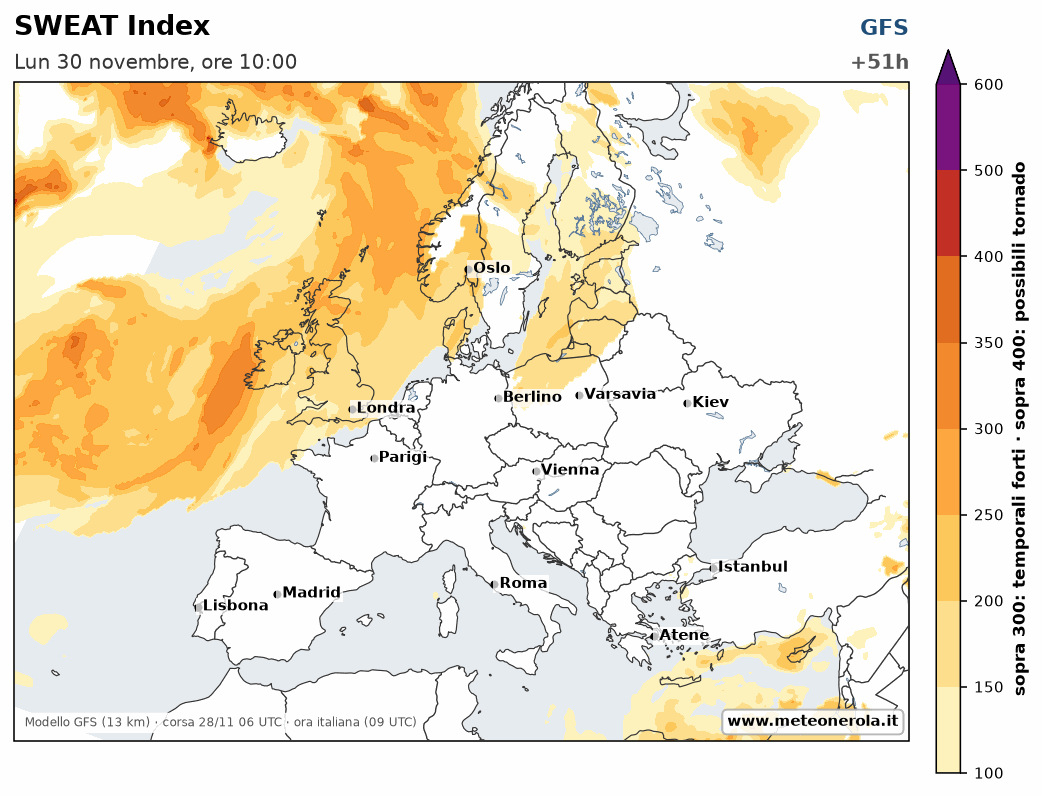 SWEAT Index
GFS
Lun 30 novembre, ore 10:00
+51h
600
500
400
350
300
250
200
150
100
sopra 300: temporali forti · sopra 400: possibili tornado
Oslo
Berlino
Varsavia
Kiev
Londra
Parigi
Vienna
Istanbul
Roma
Madrid
Lisbona
Atene
Modello GFS (13 km) · corsa 28/11 06 UTC · ora italiana (09 UTC)
www.meteonerola.it